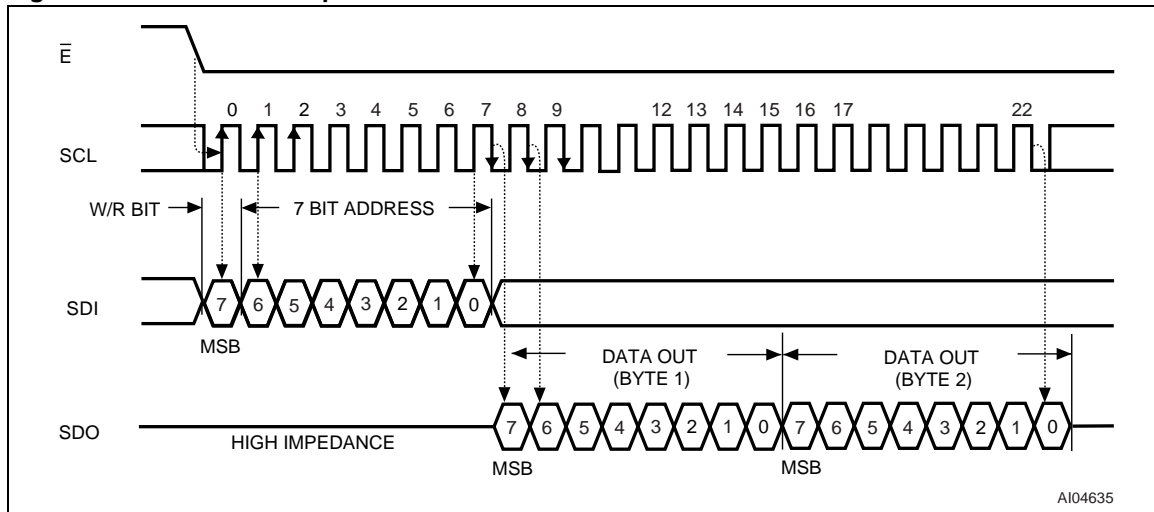 E
0 1 2 3 4 5 6 7 8 9 12 13 14 15 16 17 22
SCL
W/R BIT 7 BIT ADDRESS
SDI 7 6 5 4 3 2 1 0
MSB
DATA OUT
(BYTE 1)
DATA OUT
(BYTE 2)
SDO 7 6 5 4 3 2 1 0 7 6 5 4 3 2 1 0
HIGH IMPEDANCE
MSB MSB
AI04635